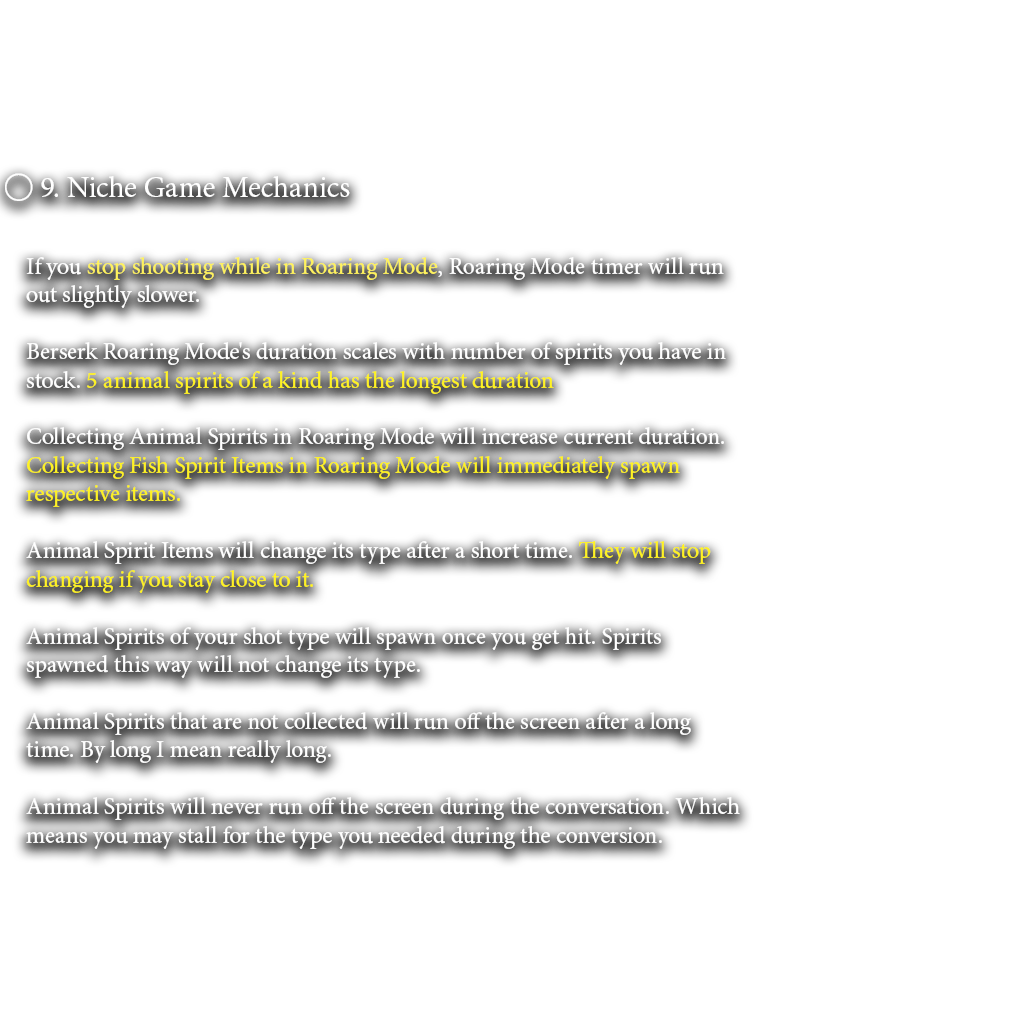 9. Niche Game Mechanics
If you stop shooting while in Roaring Mode, Roaring Mode timer will run
out slightly slower.
Berserk Roaring Mode's duration scales with number of spirits you have in
stock. 5 animal spirits of a kind has the longest duration
Collecting Animal Spirits in Roaring Mode will increase current duration.
Collecting Fish Spirit Items in Roaring Mode will immediately spawn
respective items.
Animal Spirit Items will change its type after a short time. They will stop
changing if you stay close to it.
Animal Spirits of your shot type will spawn once you get hit. Spirits
spawned this way will not change its type.
Animal Spirits that are not collected will run off the screen after a long
time. By long I mean really long.
Animal Spirits will never run off the screen during the conversation. Which
means you may stall for the type you needed during the conversion.